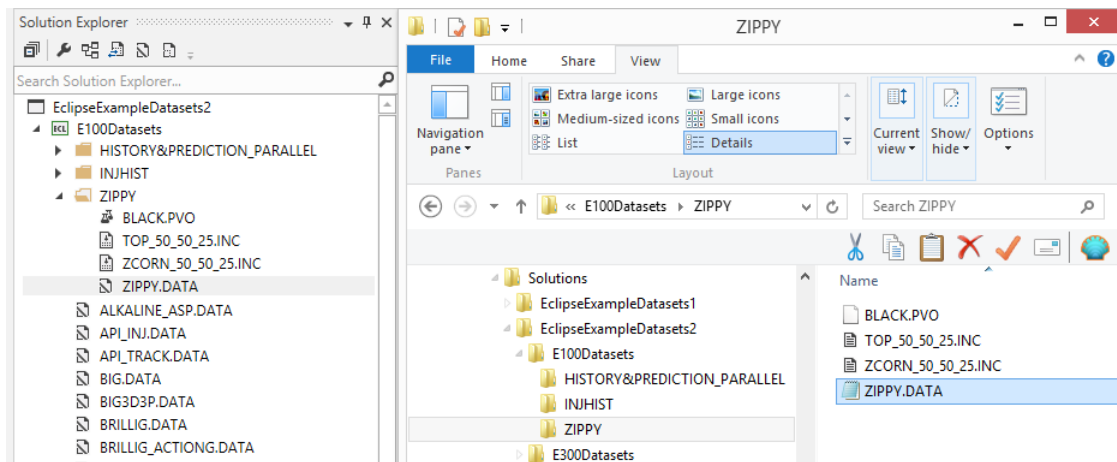 Solution Explorer
Search Solution Explorer...
EclipseExampleDatasets2
ECL E100Datasets
HISTORY&PREDICTION_PARALLEL
INJHIST
ZIPPY
BLACK.PVO
TOP_50_50_25.INC
ZCORN_50_50_25.INC
ZIPPY.DATA
ALKALINE_ASP.DATA
API_INJ.DATA
API_TRACK.DATA
BIG.DATA
BIG3D3P.DATA
BRILLIG.DATA
BRILLIG_ACTIONG.DATA
ZIPPY
File Home Share View
Navigation pane
Panes
Extra large icons Large icons
Medium-sized icons Small icons
List Details
Layout
Current view
Show/ hide
Options
« E100Datasets ZIPPY
Search ZIPPY
Solutions
EclipseExampleDatasets1
EclipseExampleDatasets2
E100Datasets
HISTORY&PREDICTION_PARALLEL
INJHIST
ZIPPY
E300Datasets
Name
BLACK.PVO
TOP_50_50_25.INC
ZCORN_50_50_25.INC
ZIPPY.DATA